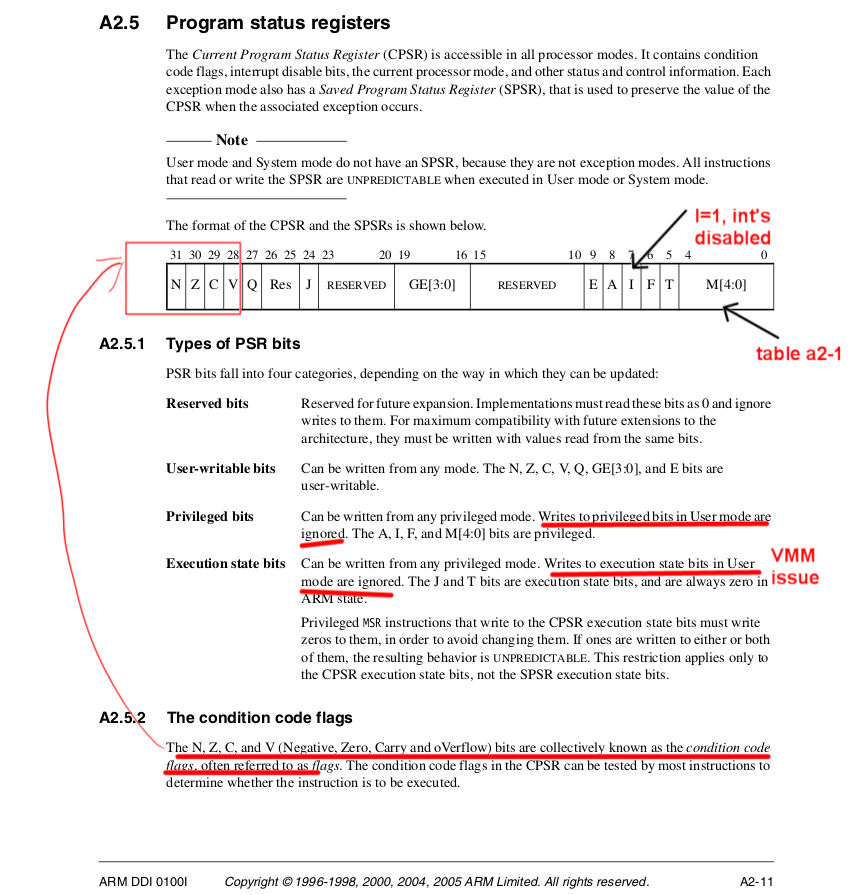 A2.5 Program status registers
The Current Program Status Register (CPSR) is accessible in all processor modes. It contains condition
code flags, interrupt disable bits, the current processor mode, and other status and control information. Each
exception mode also has a Saved Program Status Register (SPSR), that is used to preserve the value of the
CPSR when the associated exception occurs.
Note
User mode and System mode do not have an SPSR, because they are not exception modes. All instructions
that read or write the SPSR are UNPREDICTABLE when executed in User mode or System mode.
I=1, int's
disabled
The format of the CPSR and the SPSRs is shown below.
31 30 29 28 27 26 25 24 23 20 19 16 15 10 9 8 7 6 5 4 0
N Z C V Q Res J RESERVED GE[3:0] RESERVED E A I F T M[4:0]
table a2-1
A2.5.1 Types of PSR bits
PSR bits fall into four categories, depending on the way in which they can be updated:
Reserved bits Reserved for future expansion. Implementations must read these bits as 0 and ignore
writes to them. For maximum compatibility with future extensions to the
architecture, they must be written with values read from the same bits.
User-writable bits Can be written from any mode. The N, Z, C, V, Q, GE[3:0], and E bits are
user-writable.
Privileged bits Can be written from any privileged mode. Writes to privileged bits in User mode are
ignored. The A, I, F, and M[4:0] bits are privileged.
Execution state bits Can be written from any privileged mode. Writes to execution state bits in User
mode are ignored. The J and T bits are execution state bits, and are always zero in
ARM state.
VMM
issue
Privileged MSR instructions that write to the CPSR execution state bits must write
zeros to them, in order to avoid changing them. If ones are written to either or both
of them, the resulting behavior is UNPREDICTABLE. This restriction applies only to
the CPSR execution state bits, not the SPSR execution state bits.
A2.5.2 The condition code flags
The N, Z, C, and V (Negative, Zero, Carry and oVerflow) bits are collectively known as the condition code
flags, often referred to as flags. The condition code flags in the CPSR can be tested by most instructions to
determine whether the instruction is to be executed.
ARM DDI 0100I Copyright © 1996-1998, 2000, 2004, 2005 ARM Limited. All rights reserved. A2-11